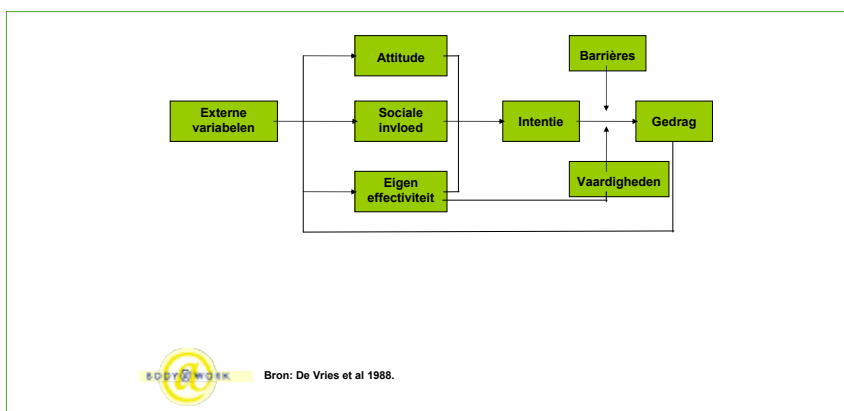 Attitude
Barrières
Externe
variabelen
Sociale
invloed
Intentie
Gedrag
Eigen
effectiviteit
Vaardigheden
BODY@WORK
Bron: De Vries et al 1988.